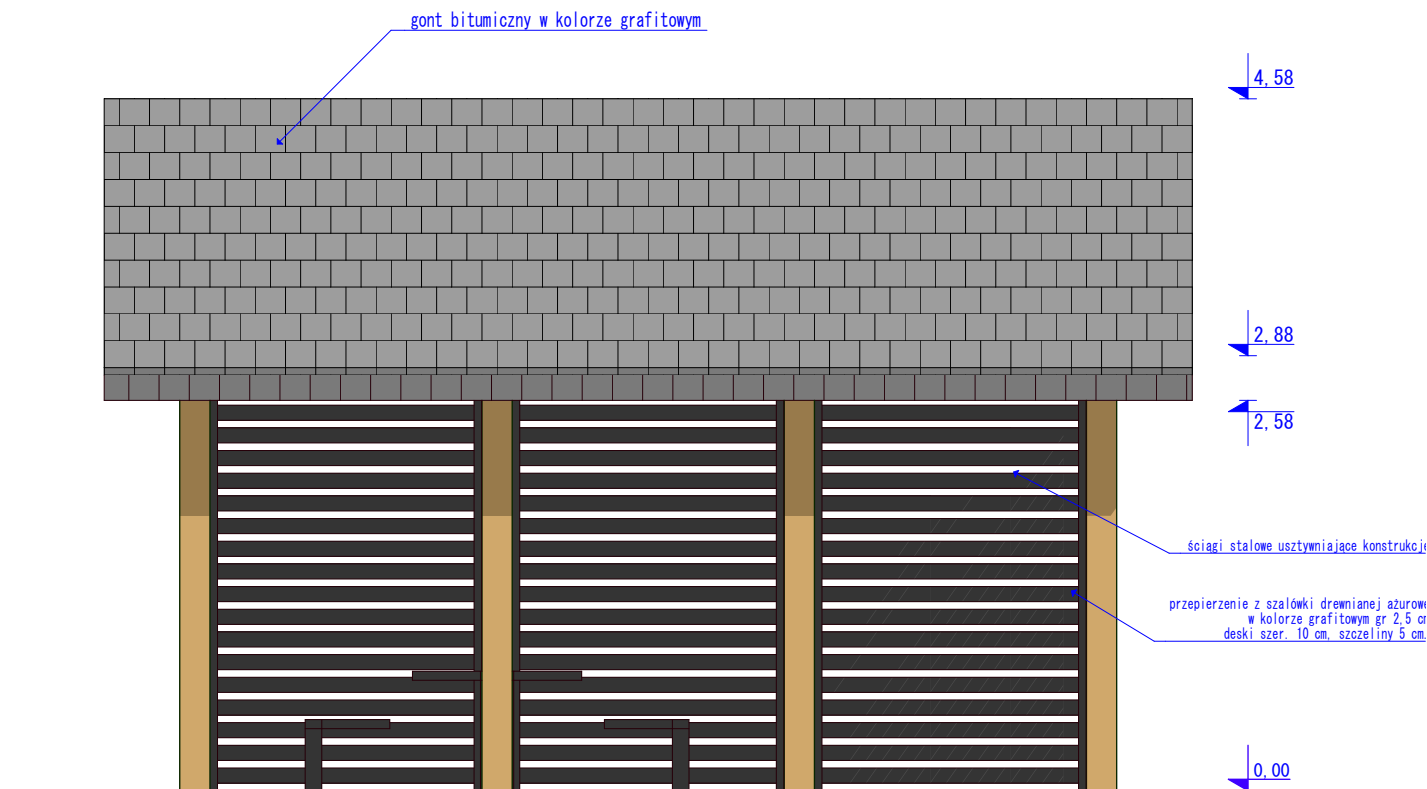 gont bitumiczny w kolorze grafitowym
4,58
2,88
2,58
ściągi stalowe usztywniające konstrukcję
przepierzenie z szalówki drewnianej ażurowe
w kolorze grafitowym gr 2,5 cm
deski szer. 10 cm, szczeliny 5 cm.
0,00